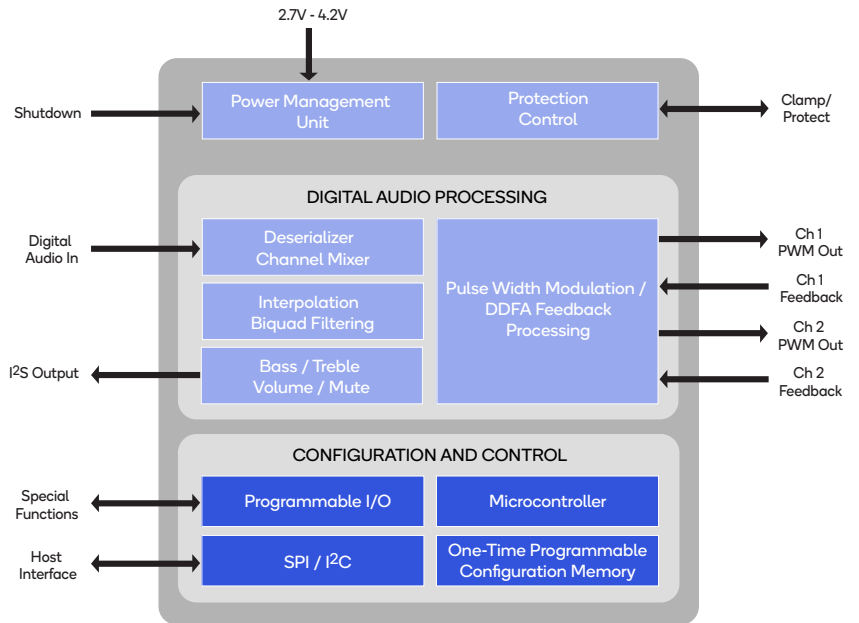 2.7V - 4.2V
Shutdown
Power Management
Unit
Protection
Control
Clamp/
Protect
DIGITAL AUDIO PROCESSING
Digital
Audio In
Deserializer
Channel Mixer
Interpolation
Biquad Filtering
I²S Output
Bass / Treble
Volume / Mute
Pulse Width Modulation /
DDFA Feedback
Processing
Ch 1
PWM Out
Ch 1
Feedback
Ch 2
PWM Out
Ch 2
Feedback
CONFIGURATION AND CONTROL
Special
Functions
Programmable I/O
Microcontroller
Host
Interface
SPI / I²C
One-Time Programmable
Configuration Memory